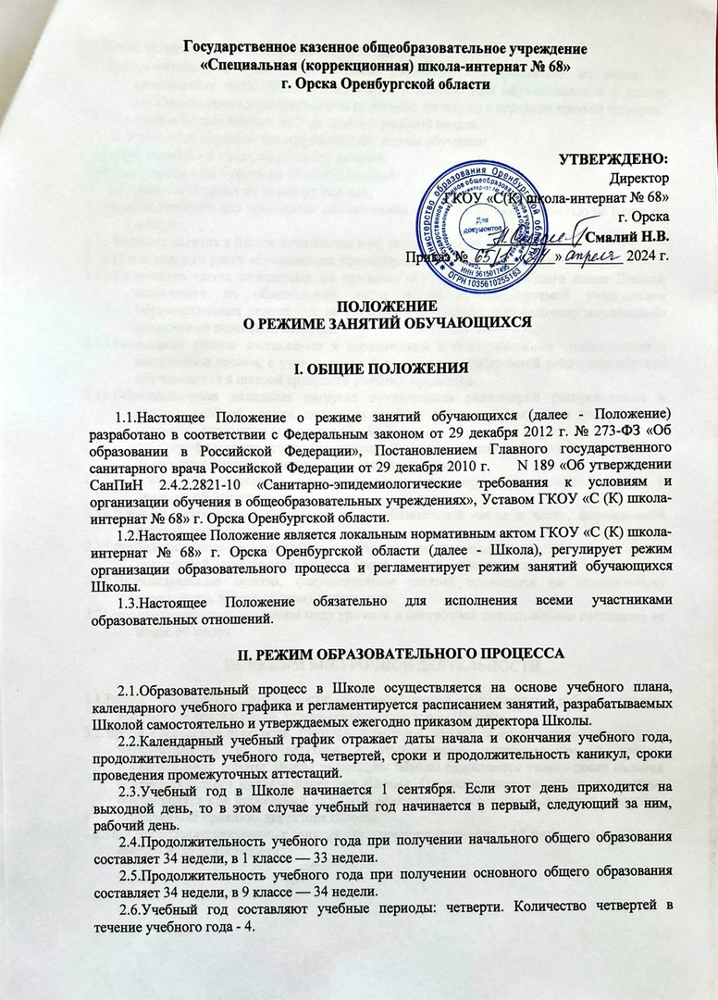 Государственное казенное общеобразовательное учреждение
«Специальная (коррекционная) школа-интернат № 68»
г. Орска Оренбургской области
УТВЕРЖДЕНО:
Директор
ГКОУ «С(К) школа-интернат № 68»
г. Орска
Смалий Н.В.
Приказ № 65/1 « » апреля 2024 г.
Для
документов
ИНН 5615017495
ОГРН 1035610255163
ПОЛОЖЕНИЕ
О РЕЖИМЕ ЗАНЯТИЙ ОБУЧАЮЩИХСЯ
I. ОБЩИЕ ПОЛОЖЕНИЯ
1.1.Настоящее Положение о режиме занятий обучающихся (далее - Положение)
разработано в соответствии с Федеральным законом от 29 декабря 2012 г. № 273-ФЗ «Об
образовании в Российской Федерации», Постановлением Главного государственного
санитарного врача Российской Федерации от 29 декабря 2010 г. N 189 «Об утверждении
СанПиН 2.4.2.2821-10 «Санитарно-эпидемиологические требования к условиям и
организации обучения в общеобразовательных учреждениях», Уставом ГКОУ «С (К) школа-
интернат № 68» г. Орска Оренбургской области.
1.2.Настоящее Положение является локальным нормативным актом ГКОУ «С (К) школа-
интернат № 68» г. Орска Оренбургской области (далее - Школа), регулирует режим
организации образовательного процесса и регламентирует режим занятий обучающихся
Школы.
1.3.Настоящее Положение обязательно для исполнения всеми участниками
образовательных отношений.
II. РЕЖИМ ОБРАЗОВАТЕЛЬНОГО ПРОЦЕССА
2.1.Образовательный процесс в Школе осуществляется на основе учебного плана,
календарного учебного графика и регламентируется расписанием занятий, разрабатываемых
Школой самостоятельно и утверждаемых ежегодно приказом директора Школы.
2.2.Календарный учебный график отражает даты начала и окончания учебного года,
продолжительность учебного года, четвертей, сроки и продолжительность каникул, сроки
проведения промежуточных аттестаций.
2.3.Учебный год в Школе начинается 1 сентября. Если этот день приходится на
выходной день, то в этом случае учебный год начинается в первый, следующий за ним,
рабочий день.
2.4.Продолжительность учебного года при получении начального общего образования
составляет 34 недели, в 1 классе — 33 недели.
2.5.Продолжительность учебного года при получении основного общего образования
составляет 34 недели, в 9 классе — 34 недели.
2.6.Учебный год составляют учебные периоды: четверти. Количество четвертей в
течение учебного года - 4.